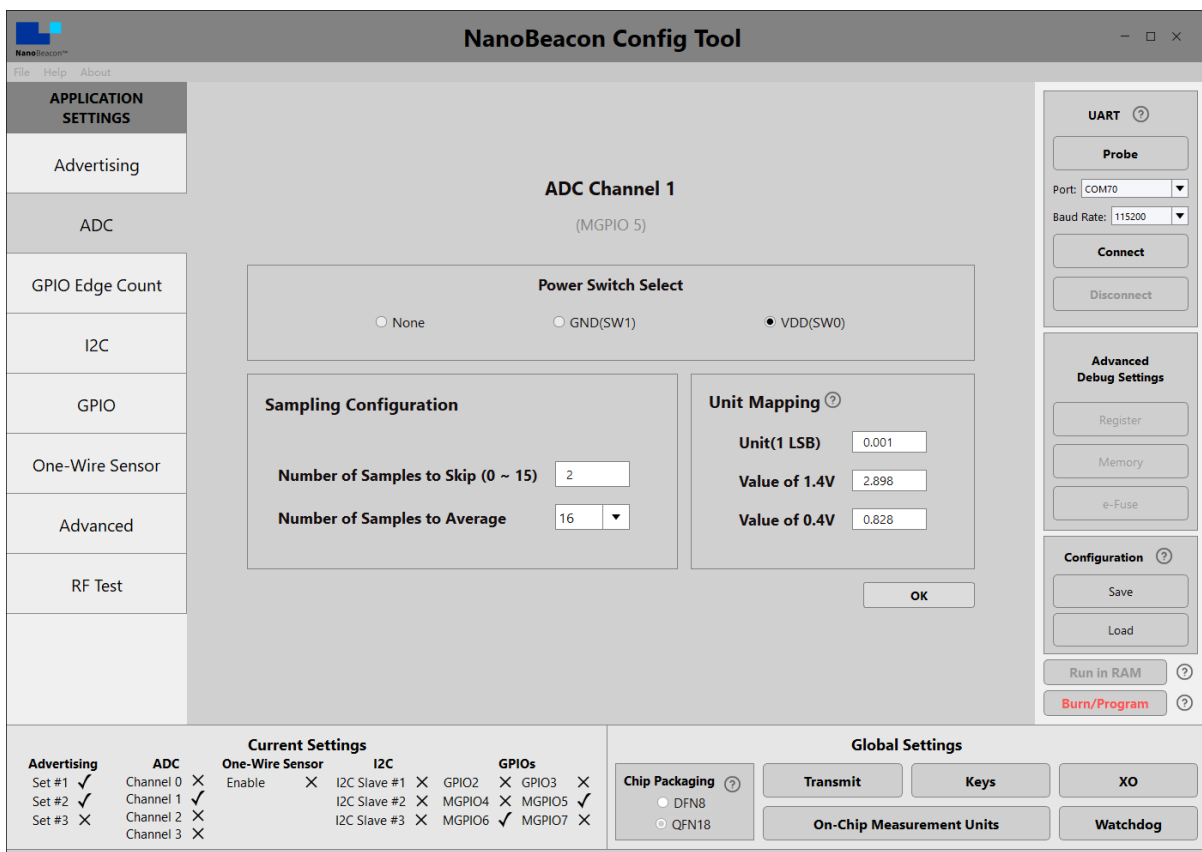 NanoBeacon Config Tool
NanoBeacon™
File Help About
APPLICATION
SETTINGS
Advertising
ADC
GPIO Edge Count
I2C
GPIO
One-Wire Sensor
Advanced
RF Test
ADC Channel 1
(MGPIO 5)
Power Switch Select
None GND(SW1) VDD(SW0)
Sampling Configuration
Number of Samples to Skip (0 ~ 15) 2
Number of Samples to Average 16
Unit Mapping ?
Unit(1 LSB) 0.001
Value of 1.4V 2.898
Value of 0.4V 0.828
OK
UART ?
Probe
Port: COM70
Baud Rate: 115200
Connect
Disconnect
Advanced
Debug Settings
Register
Memory
e-Fuse
Configuration ?
Save
Load
Run in RAM ?
Burn/Program ?
Current Settings
Advertising ADC One-Wire Sensor I2C GPIOs
Set #1 ✓ Channel 0 ✕ Enable ✕ I2C Slave #1 ✕ GPIO2 ✕ GPIO3 ✕
Set #2 ✓ Channel 1 ✓ I2C Slave #2 ✕ MGPIO4 ✕ MGPIO5 ✓
Set #3 ✕ Channel 2 ✕ I2C Slave #3 ✕ MGPIO6 ✓ MGPIO7 ✕
Channel 3 ✕
Global Settings
Chip Packaging ?
DFN8
QFN18
Transmit Keys XO
On-Chip Measurement Units Watchdog